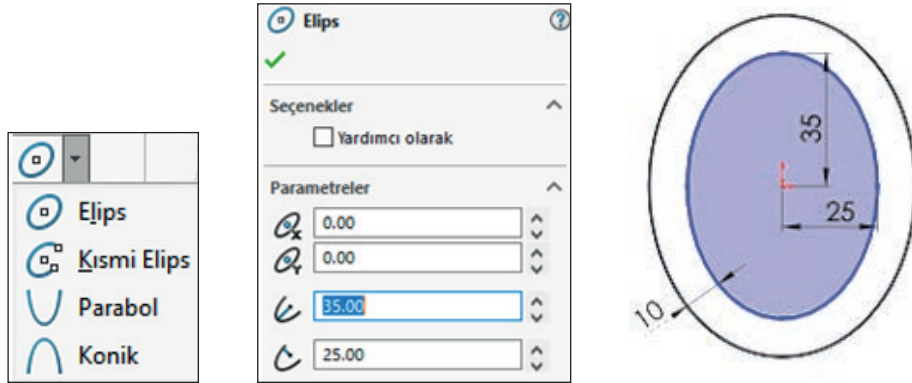 Elips
Kısmi Elips
Parabol
Konik
Elips
?
Seçenekler
Yardımcı olarak
Parametreler
X
0.00
Y
0.00
35.00
25.00
35
25
10